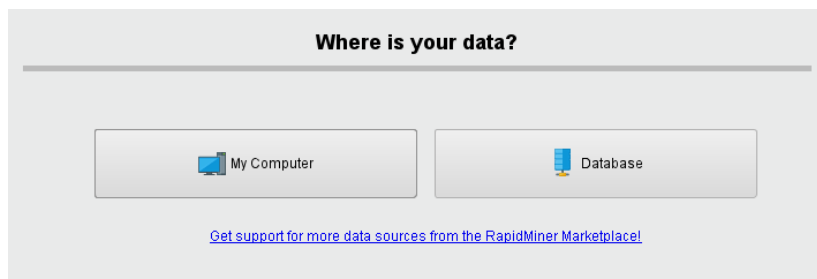 Where is your data?
My Computer
Database
Get support for more data sources from the RapidMiner Marketplace!